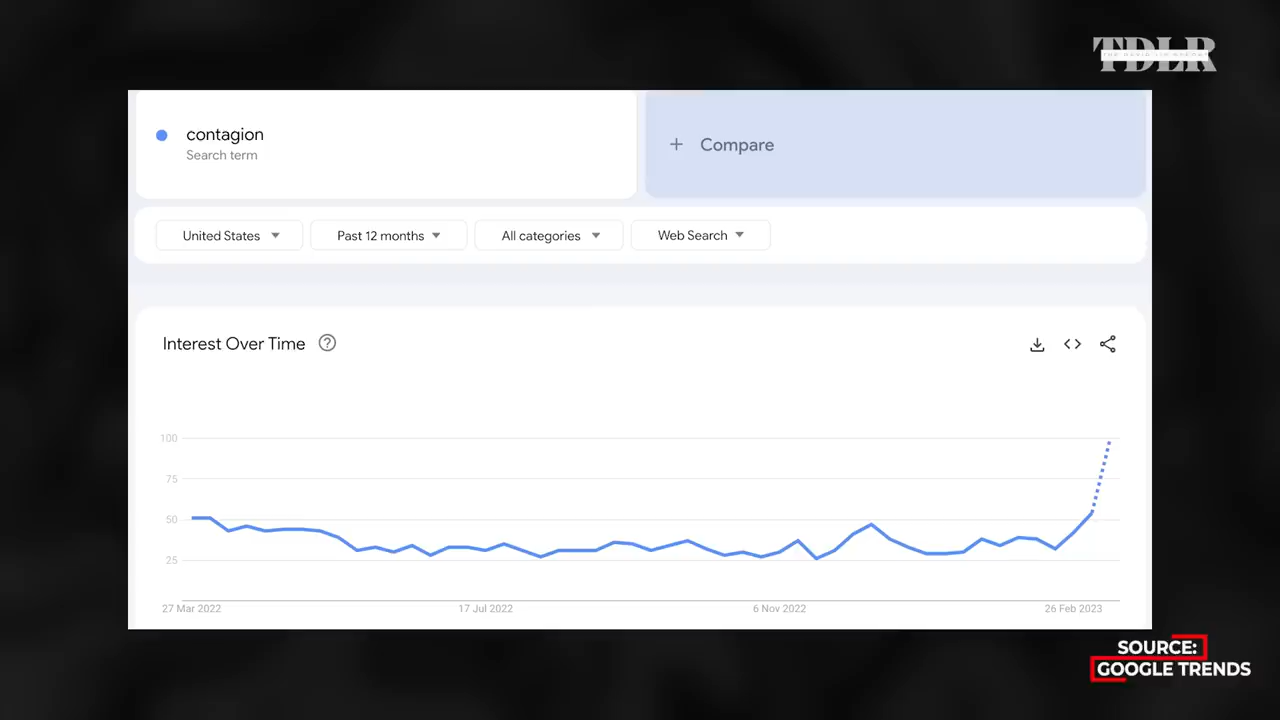 TDLR
contagion
Search term
+ Compare
United States
Past 12 months
All categories
Web Search
Interest Over Time ?
100
75
50
25
27 Mar 2022
17 Jul 2022
6 Nov 2022
26 Feb 2023
SOURCE:
GOOGLE TRENDS